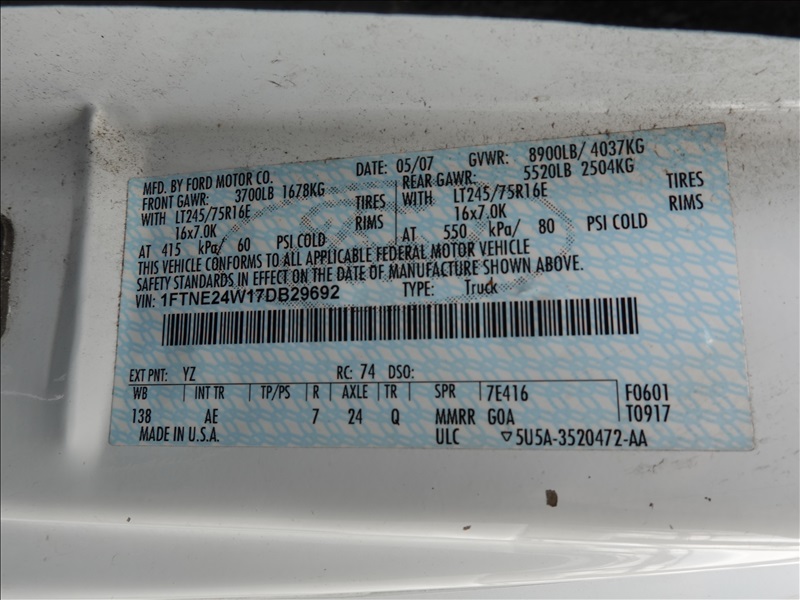 MFD. BY FORD MOTOR CO. DATE: 05/07 GVWR: 8900LB/ 4037KG
FRONT GAWR: 3700LB 1678KG REAR GAWR: 5520LB 2504KG
WITH LT245/75R16E TIRES WITH LT245/75R16E TIRES
16x7.0K RIMS 16x7.0K RIMS
AT 415 kPa/ 60 PSI COLD AT 550 kPa/ 80 PSI COLD
THIS VEHICLE CONFORMS TO ALL APPLICABLE FEDERAL MOTOR VEHICLE
SAFETY STANDARDS IN EFFECT ON THE DATE OF MANUFACTURE SHOWN ABOVE.
VIN: 1FTNE24W17DB29692 TYPE: Truck
EXT PNT: YZ RC: 74 DSO:
WB INT TR TP/PS R AXLE TR SPR 7E416 F0601
138 AE 7 24 Q MMRR GOA T0917
MADE IN U.S.A. ULC ▽5U5A-3520472-AA